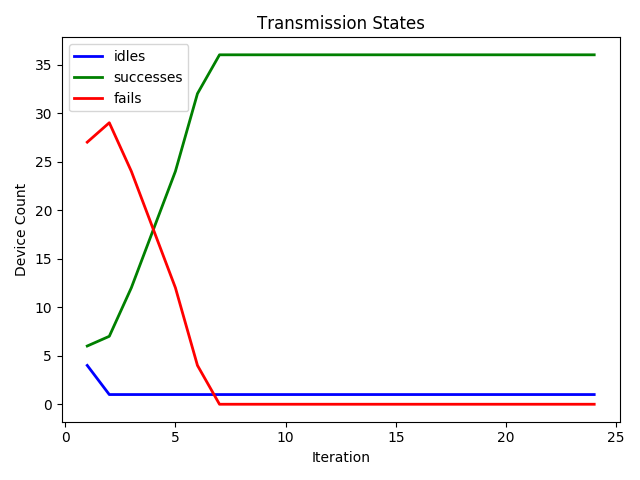 Transmission States
idles
successes
fails
Device Count
35
30
25
20
15
10
5
0
0 5 10 15 20 25
Iteration